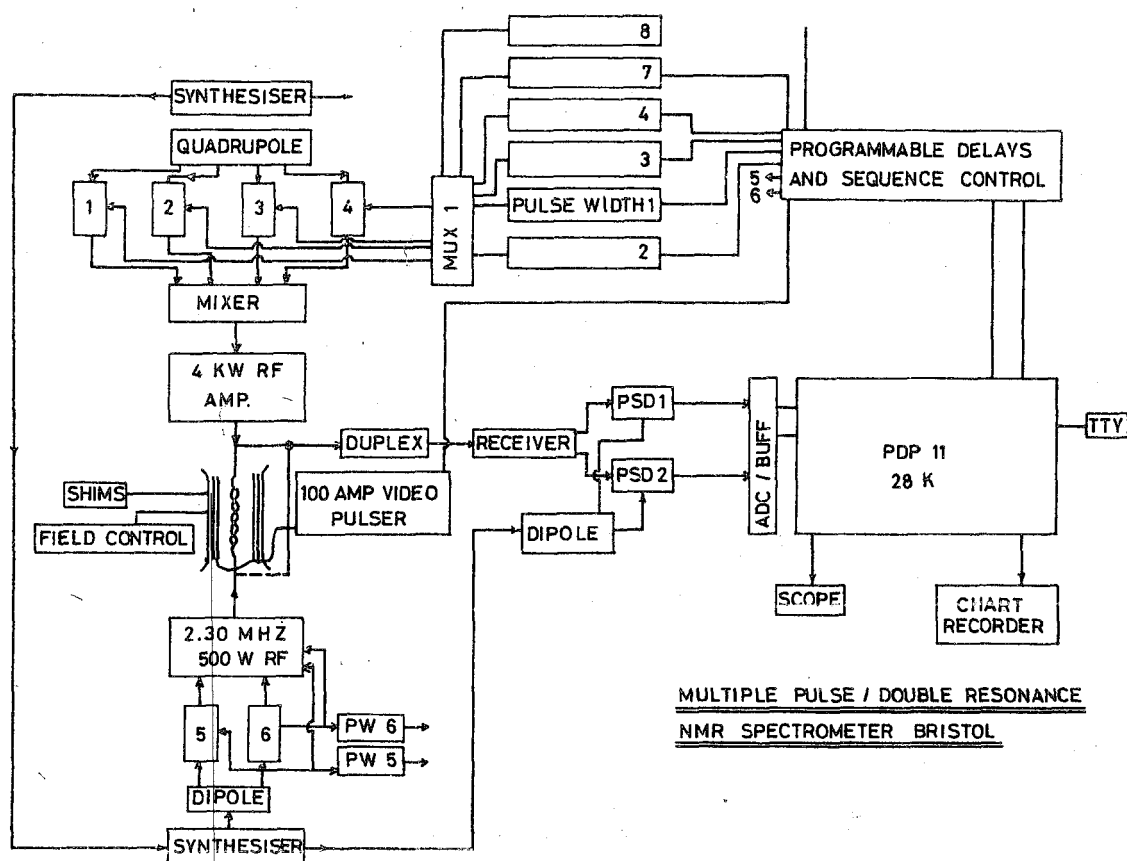 8
7
SYNTHESISER
4
QUADRUPOLE
3
PROGRAMMABLE DELAYS
AND SEQUENCE CONTROL
5
6
1
2
3
4
MUX 1
PULSE WIDTH 1
2
MIXER
4 KW RF
AMP.
DUPLEX
RECEIVER
PSD 1
PSD 2
ADC / BUFF
PDP 11
28 K
TTY
SHIMS
FIELD CONTROL
100 AMP VIDEO
PULSER
DIPOLE
SCOPE
CHART
RECORDER
2.30 MHZ
500 W RF
5
6
PW 6
PW 5
DIPOLE
SYNTHESISER
MULTIPLE PULSE / DOUBLE RESONANCE
NMR SPECTROMETER BRISTOL